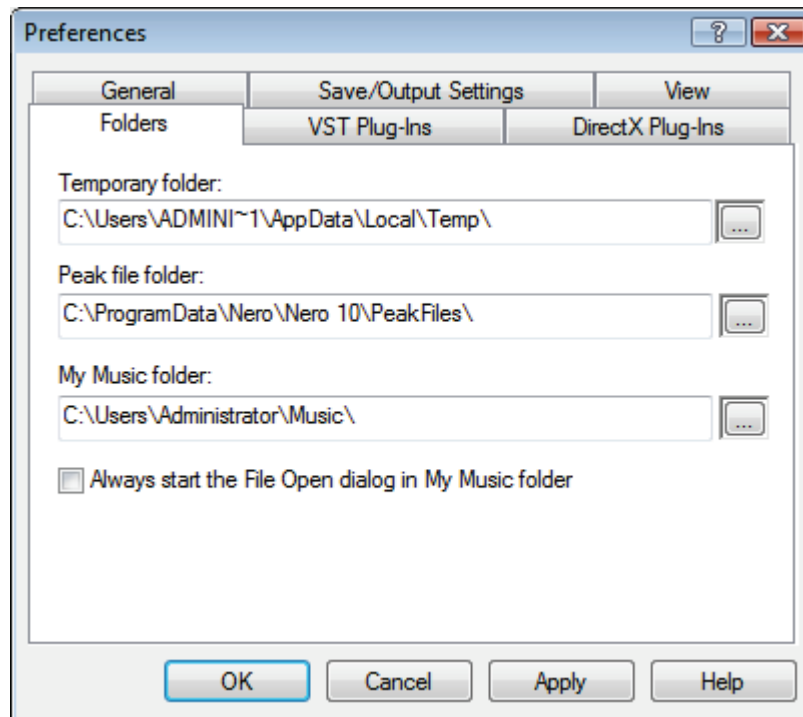 Preferences
General Save/Output Settings View
Folders VST Plug-Ins DirectX Plug-Ins
Temporary folder:
C:\Users\ADMINI~1\AppData\Local\Temp\
...
Peak file folder:
C:\ProgramData\Nero\Nero 10\PeakFiles\
...
My Music folder:
C:\Users\Administrator\Music\
...
Always start the File Open dialog in My Music folder
OK Cancel Apply Help